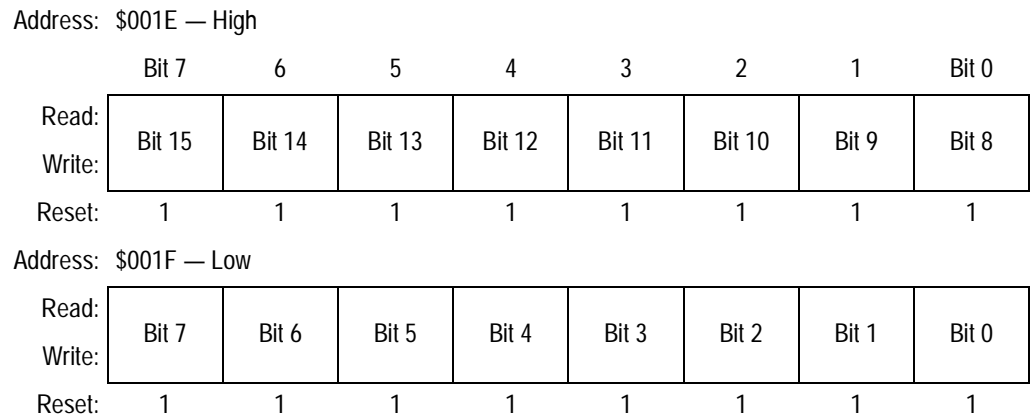 Address: $001E — High
Bit 7 6 5 4 3 2 1 Bit 0
Read:
Bit 15 Bit 14 Bit 13 Bit 12 Bit 11 Bit 10 Bit 9 Bit 8
Write:
Reset: 1 1 1 1 1 1 1 1
Address: $001F — Low
Read:
Bit 7 Bit 6 Bit 5 Bit 4 Bit 3 Bit 2 Bit 1 Bit 0
Write:
Reset: 1 1 1 1 1 1 1 1